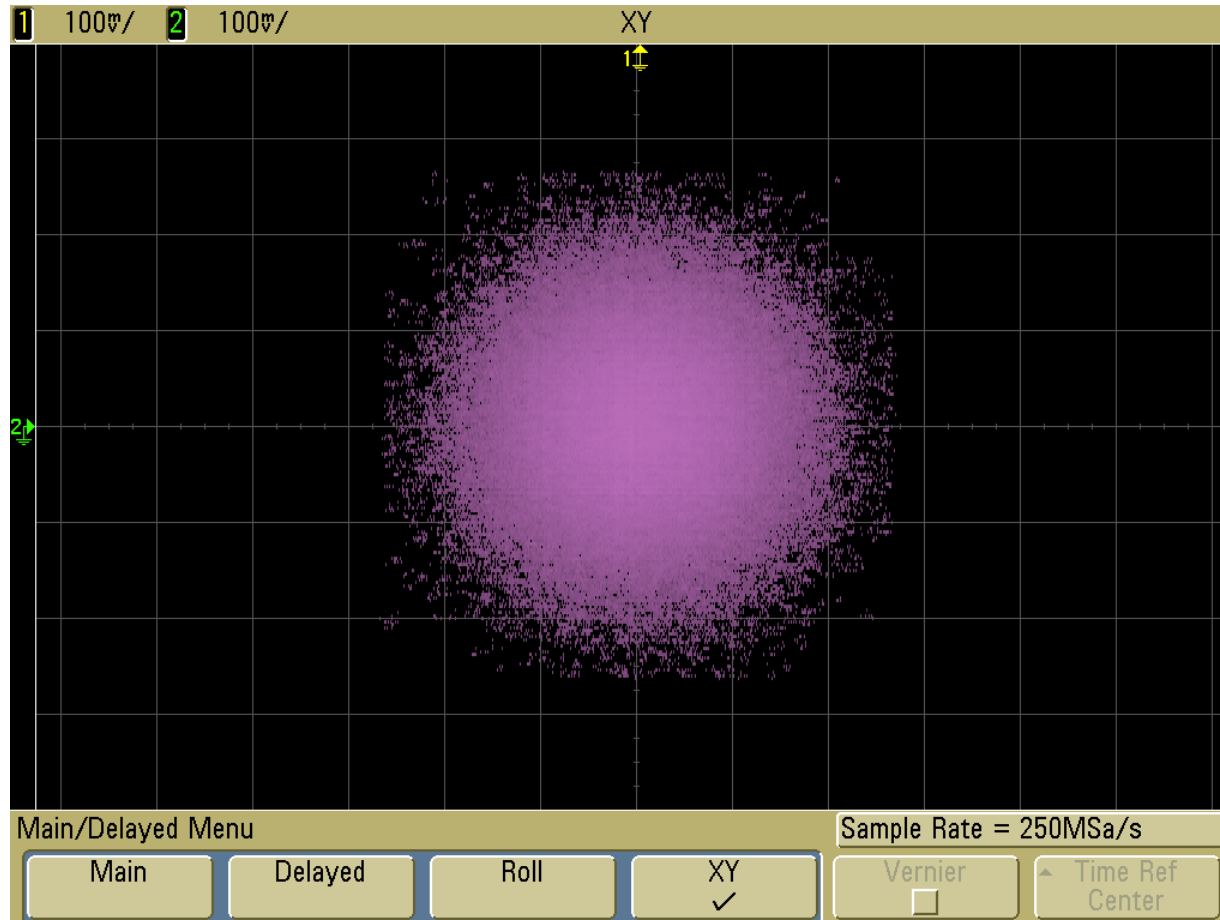 1 100mV/ 2 100mV/ XY
1
2
Main/Delayed Menu
Sample Rate = 250MSa/s
Main Delayed Roll XY Vernier Time Ref Center